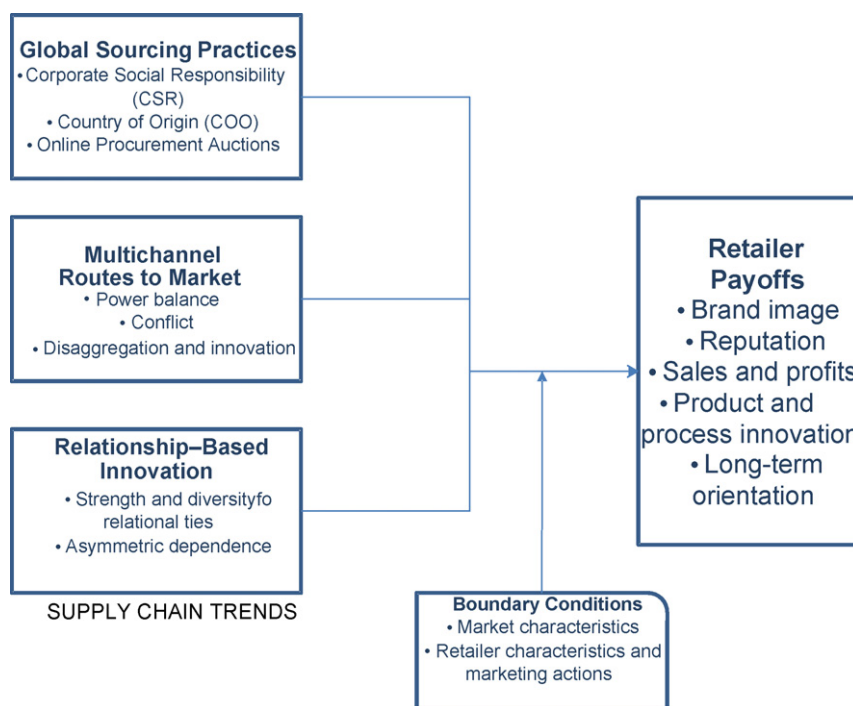 Global Sourcing Practices
• Corporate Social Responsibility
(CSR)
• Country of Origin (COO)
• Online Procurement Auctions
Multichannel
Routes to Market
• Power balance
• Conflict
• Disaggregation and innovation
Relationship–Based
Innovation
• Strength and diversityfo
relational ties
• Asymmetric dependence
SUPPLY CHAIN TRENDS
Boundary Conditions
• Market characteristics
• Retailer characteristics and
marketing actions
Retailer
Payoffs
• Brand image
• Reputation
• Sales and profits
• Product and
process innovation
• Long-term
orientation